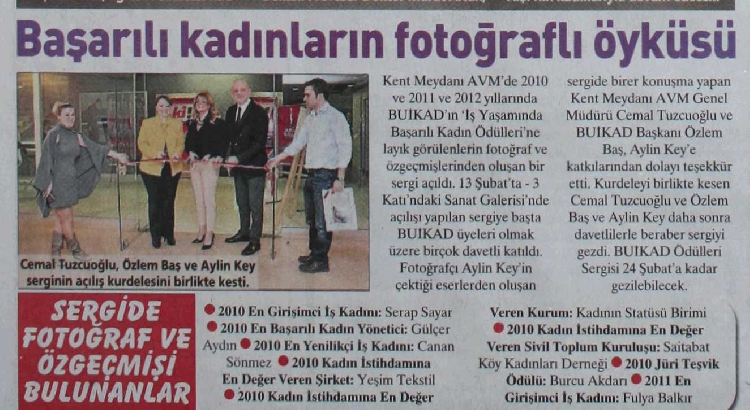 Başarılı kadınların fotoğraflı öyküsü
Cemal Tuzcuoğlu, Özlem Baş ve Aylin Key
serginin açılış kurdelesini birlikte kesti.
Kent Meydanı AVM'de 2010
ve 2011 ve 2012 yıllarında
BUİKAD'ın 'İş Yaşamında
Başarılı Kadın Ödülleri'ne
layık görülenlerin fotoğraf ve
özgeçmişlerinden oluşan bir
sergi açıldı. 13 Şubat'ta - 3
Katı'ndaki Sanat Galerisi'nde
açılışı yapılan sergiye başta
BUİKAD üyeleri olmak
üzere birçok davetli katıldı.
Fotoğrafçı Aylin Key'in
çektiği eserlerden oluşan
sergide birer konuşma yapan
Kent Meydanı AVM Genel
Müdürü Cemal Tuzcuoğlu ve
BUİKAD Başkanı Özlem
Baş, Aylin Key'e
katkılarından dolayı teşekkür
etti. Kurdeleyi birlikte kesen
Cemal Tuzcuoğlu ve Özlem
Baş ve Aylin Key daha sonra
davetlilerle beraber sergiyi
gezdi. BUİKAD Ödülleri
Sergisi 24 Şubat'a kadar
gezilebilecek.
SERGİDE
FOTOĞRAF VE
ÖZGEÇMİŞİ
BULUNANLAR
● 2010 En Girişimci İş Kadını: Serap Sayar
● 2010 En Başarılı Kadın Yönetici: Gülçer
Aydın ● 2010 En Yenilikçi İş Kadını: Canan
Sönmez ● 2010 Kadın İstihdamına
En Değer Veren Şirket: Yeşim Tekstil
● 2010 Kadın İstihdamına En Değer
Veren Kurum: Kadının Statüsü Birimi
● 2010 Kadın İstihdamına En Değer
Veren Sivil Toplum Kuruluşu: Saitabat
Köy Kadınları Derneği ● 2010 Jüri Teşvik
Ödülü: Burcu Akdarı ● 2011 En
Girişimci İş Kadını: Fulya Balkır